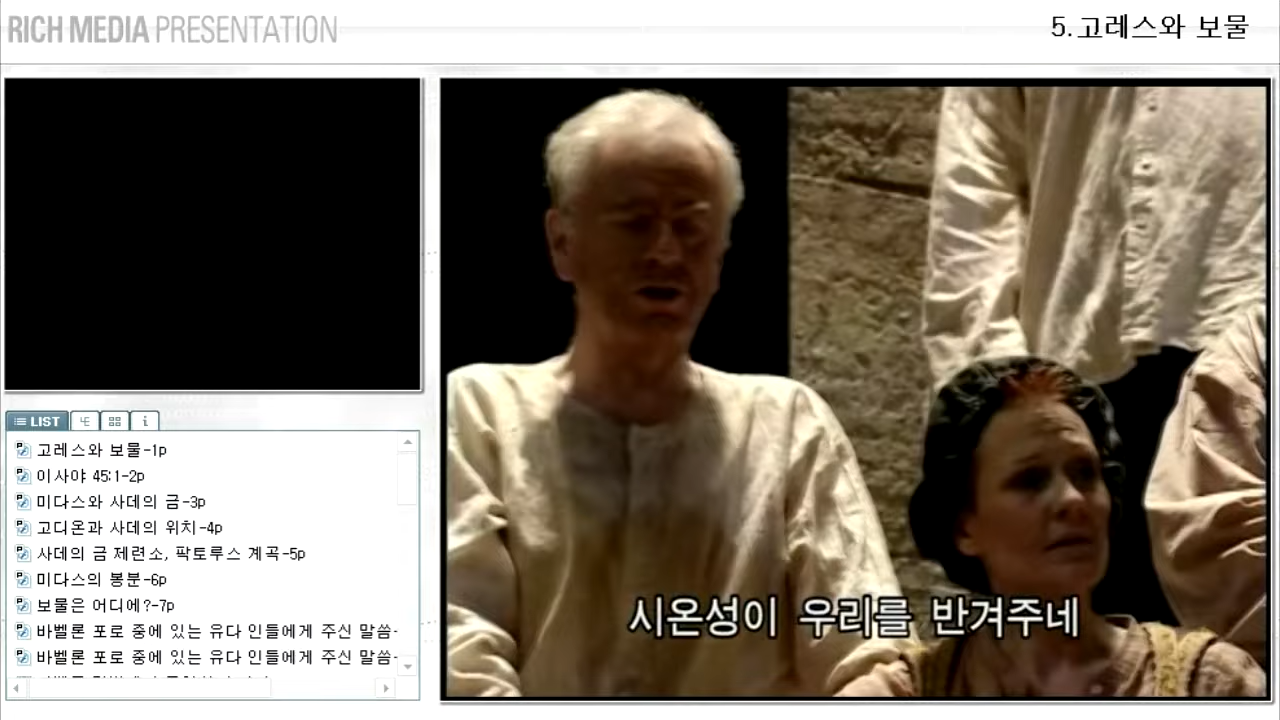 RICH MEDIA PRESENTATION
5.고레스와 보물
LIST
고레스와 보물-1p
이사야 45:1-2p
미다스와 사데의 금-3p
고디온과 사데의 위치-4p
사데의 금 제련소, 팍토루스 계곡-5p
미다스의 봉분-6p
보물은 어디에?-7p
바벨론 포로 중에 있는 유다 인들에게 주신 말씀-
바벨론 포로 중에 있는 유다 인들에게 주신 말씀-
시온성이 우리를 반겨주네